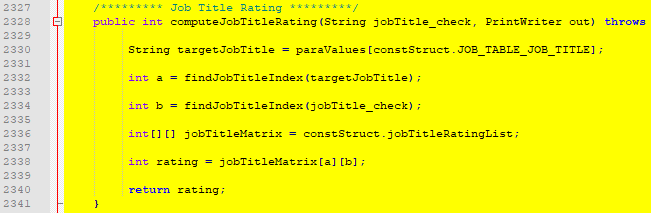 2327 /********* Job Title Rating *********/
2328 public int computeJobTitleRating(String jobTitle_check, PrintWriter out) throws
2329
2330 String targetJobTitle = paraValues[constStruct.JOB_TABLE_JOB_TITLE];
2331
2332 int a = findJobTitleIndex(targetJobTitle);
2333
2334 int b = findJobTitleIndex(jobTitle_check);
2335
2336 int[][] jobTitleMatrix = constStruct.jobTitleRatingList;
2337
2338 int rating = jobTitleMatrix[a][b];
2339
2340 return rating;
2341 }